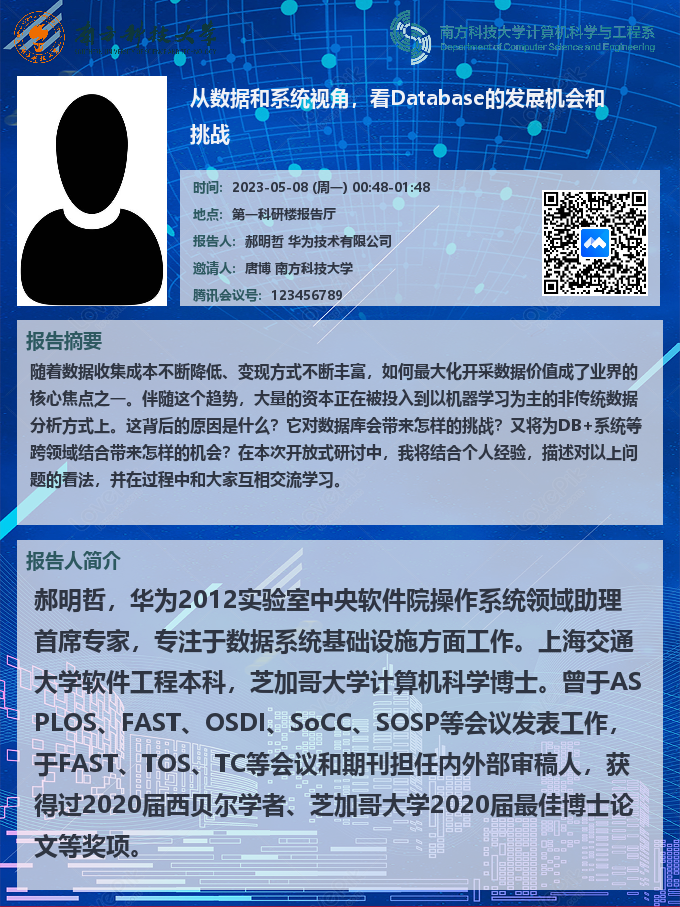 南方科技大学
南方科技大学计算机科学与工程系
Department of Computer Science and Engineering
从数据和系统视角，看Database的发展机会和
挑战
时间：2023-05-08 (周一) 00:48-01:48
地点：第一科研楼报告厅
报告人：郝明哲 华为技术有限公司
邀请人：唐博 南方科技大学
腾讯会议号：123456789
报告摘要
随着数据收集成本不断降低、变现方式不断丰富，如何最大化开采数据价值成了业界的
核心焦点之一。伴随这个趋势，大量的资本正在被投入到以机器学习为主的非传统数据
分析方式上。这背后的原因是什么？它对数据库会带来怎样的挑战？又将为DB+系统等
跨领域结合带来怎样的机会？在本次开放式研讨中，我将结合个人经验，描述对以上问
题的看法，并在过程中和大家互相交流学习。
报告人简介
郝明哲，华为2012实验室中央软件院操作系统领域助理
首席专家，专注于数据系统基础设施方面工作。上海交通
大学软件工程本科，芝加哥大学计算机科学博士。曾于AS
PLOS、FAST、OSDI、SoCC、SOSP等会议发表工作，
于FAST、TOS、TC等会议和期刊担任内外部审稿人，获
得过2020届西贝尔学者、芝加哥大学2020届最佳博士论
文等奖项。